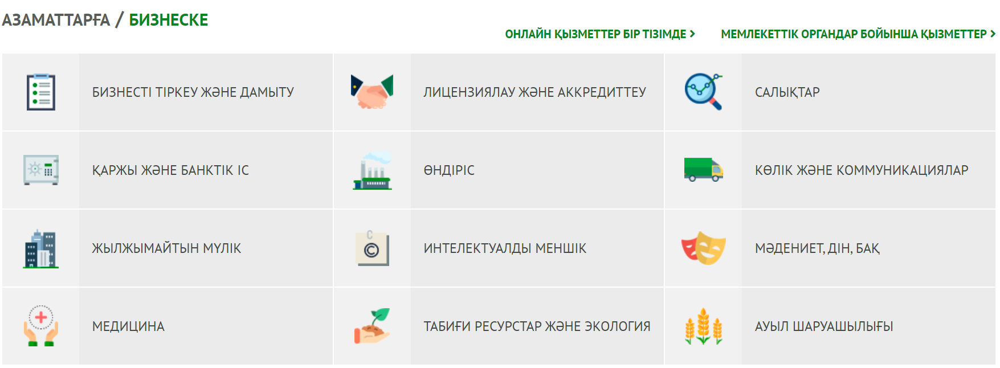 АЗАМАТТАРҒА / БИЗНЕСКЕ
ОНЛАЙН ҚЫЗМЕТТЕР БІР ТІЗІМДЕ
МЕМЛЕКЕТТІК ОРГАНДАР БОЙЫНША ҚЫЗМЕТТЕР
БИЗНЕСТІ ТІРКЕУ ЖӘНЕ ДАМЫТУ
ЛИЦЕНЗИЯЛАУ ЖӘНЕ АККРЕДИТТЕУ
САЛЫҚТАР
ҚАРЖЫ ЖӘНЕ БАНКТІК ІС
ӨНДІРІС
КӨЛІК ЖӘНЕ КОММУНИКАЦИЯЛАР
ЖЫЛЖЫМАЙТЫН МҮЛІК
C
©
ИНТЕЛЕКТУАЛДЫ МЕНШІК
МӘДЕНИЕТ, ДІН, БАҚ
МЕДИЦИНА
ТАБИҒИ РЕСУРСТАР ЖӘНЕ ЭКОЛОГИЯ
АУЫЛ ШАРУАШЫЛЫҒЫ